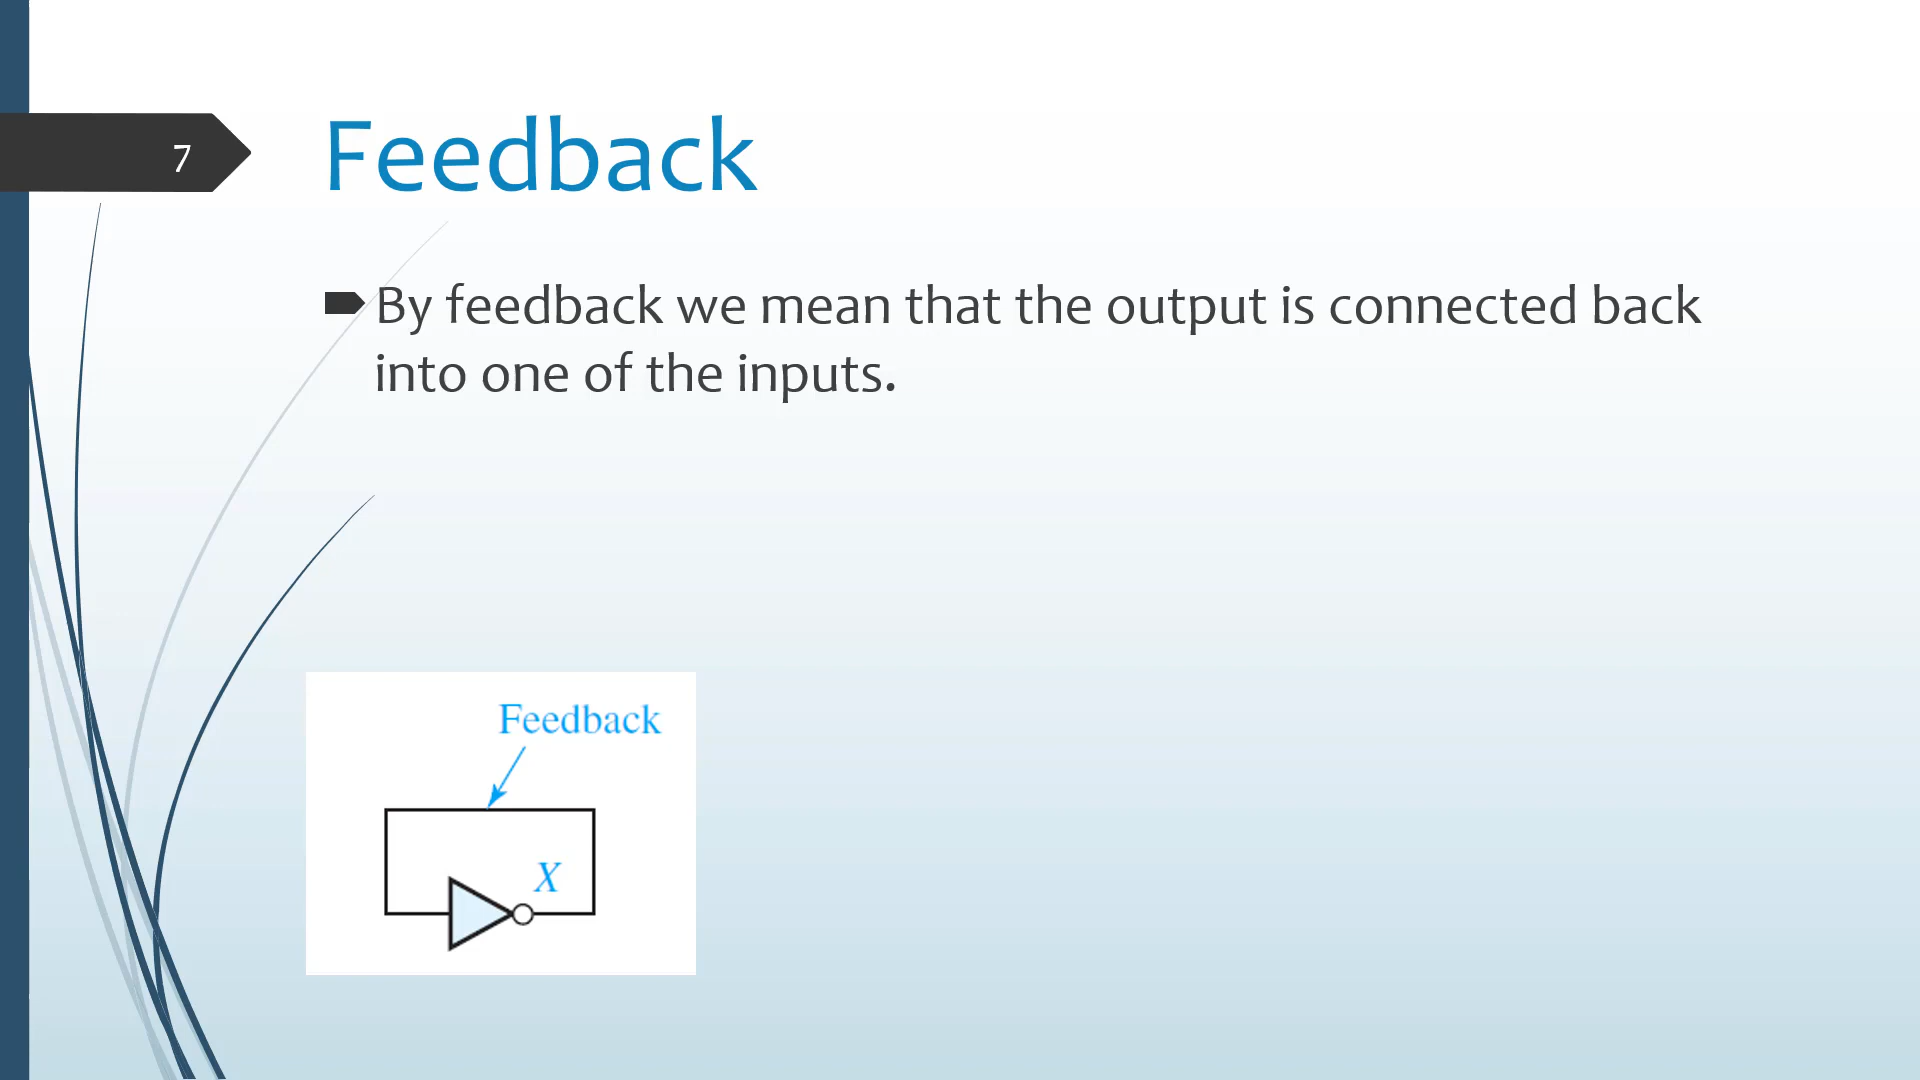 7
Feedback
By feedback we mean that the output is connected back
into one of the inputs.
Feedback
X